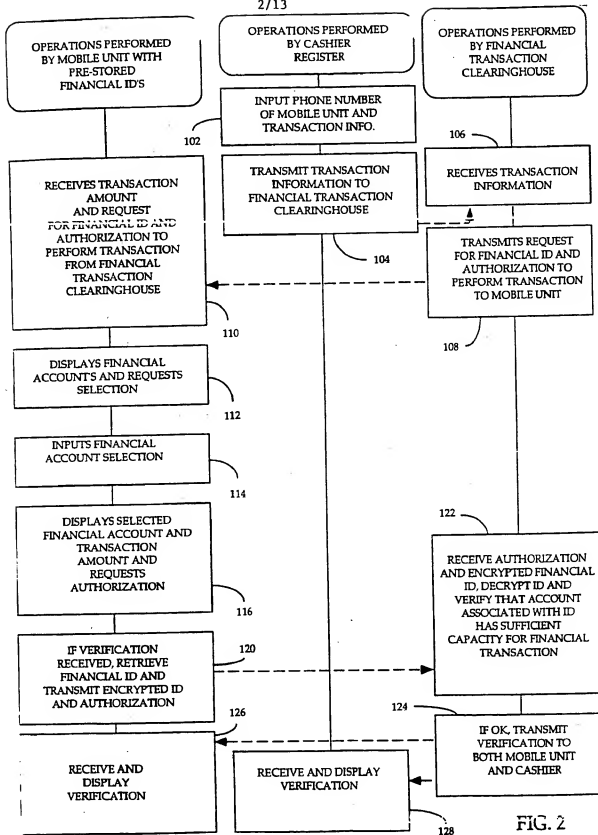 2/13
OPERATIONS PERFORMED
BY MOBILE UNIT WITH
PRE-STORED
FINANCIAL ID'S
OPERATIONS PERFORMED
BY CASHIER
REGISTER
OPERATIONS PERFORMED
BY FINANCIAL
TRANSACTION
CLEARINGHOUSE
INPUT PHONE NUMBER
OF MOBILE UNIT AND
TRANSACTION INFO.
102
TRANSMIT TRANSACTION
INFORMATION TO
FINANCIAL TRANSACTION
CLEARINGHOUSE
104
106
RECEIVES TRANSACTION
INFORMATION
TRANSMITS REQUEST
FOR FINANCIAL ID AND
AUTHORIZATION TO
PERFORM TRANSACTION
TO MOBILE UNIT
108
RECEIVES TRANSACTION
AMOUNT
AND REQUEST
FOR FINANCIAL ID AND
AUTHORIZATION TO
PERFORM TRANSACTION
FROM FINANCIAL
TRANSACTION
CLEARINGHOUSE
110
DISPLAYS FINANCIAL
ACCOUNTS AND REQUESTS
SELECTION
112
INPUTS FINANCIAL
ACCOUNT SELECTION
114
DISPLAYS SELECTED
FINANCIAL ACCOUNT AND
TRANSACTION
AMOUNT AND
REQUESTS
AUTHORIZATION
116
IF VERIFICATION
RECEIVED, RETRIEVE
FINANCIAL ID AND
TRANSMIT ENCRYPTED ID
AND AUTHORIZATION
120
122
RECEIVE AUTHORIZATION
AND ENCRYPTED FINANCIAL
ID, DECRYPT ID AND
VERIFY THAT ACCOUNT
ASSOCIATED WITH ID
HAS SUFFICIENT
CAPACITY FOR FINANCIAL
TRANSACTION
124
IF OK, TRANSMIT
VERIFICATION TO
BOTH MOBILE UNIT
AND CASHIER
126
RECEIVE AND
DISPLAY
VERIFICATION
RECEIVE AND DISPLAY
VERIFICATION
128
FIG. 2